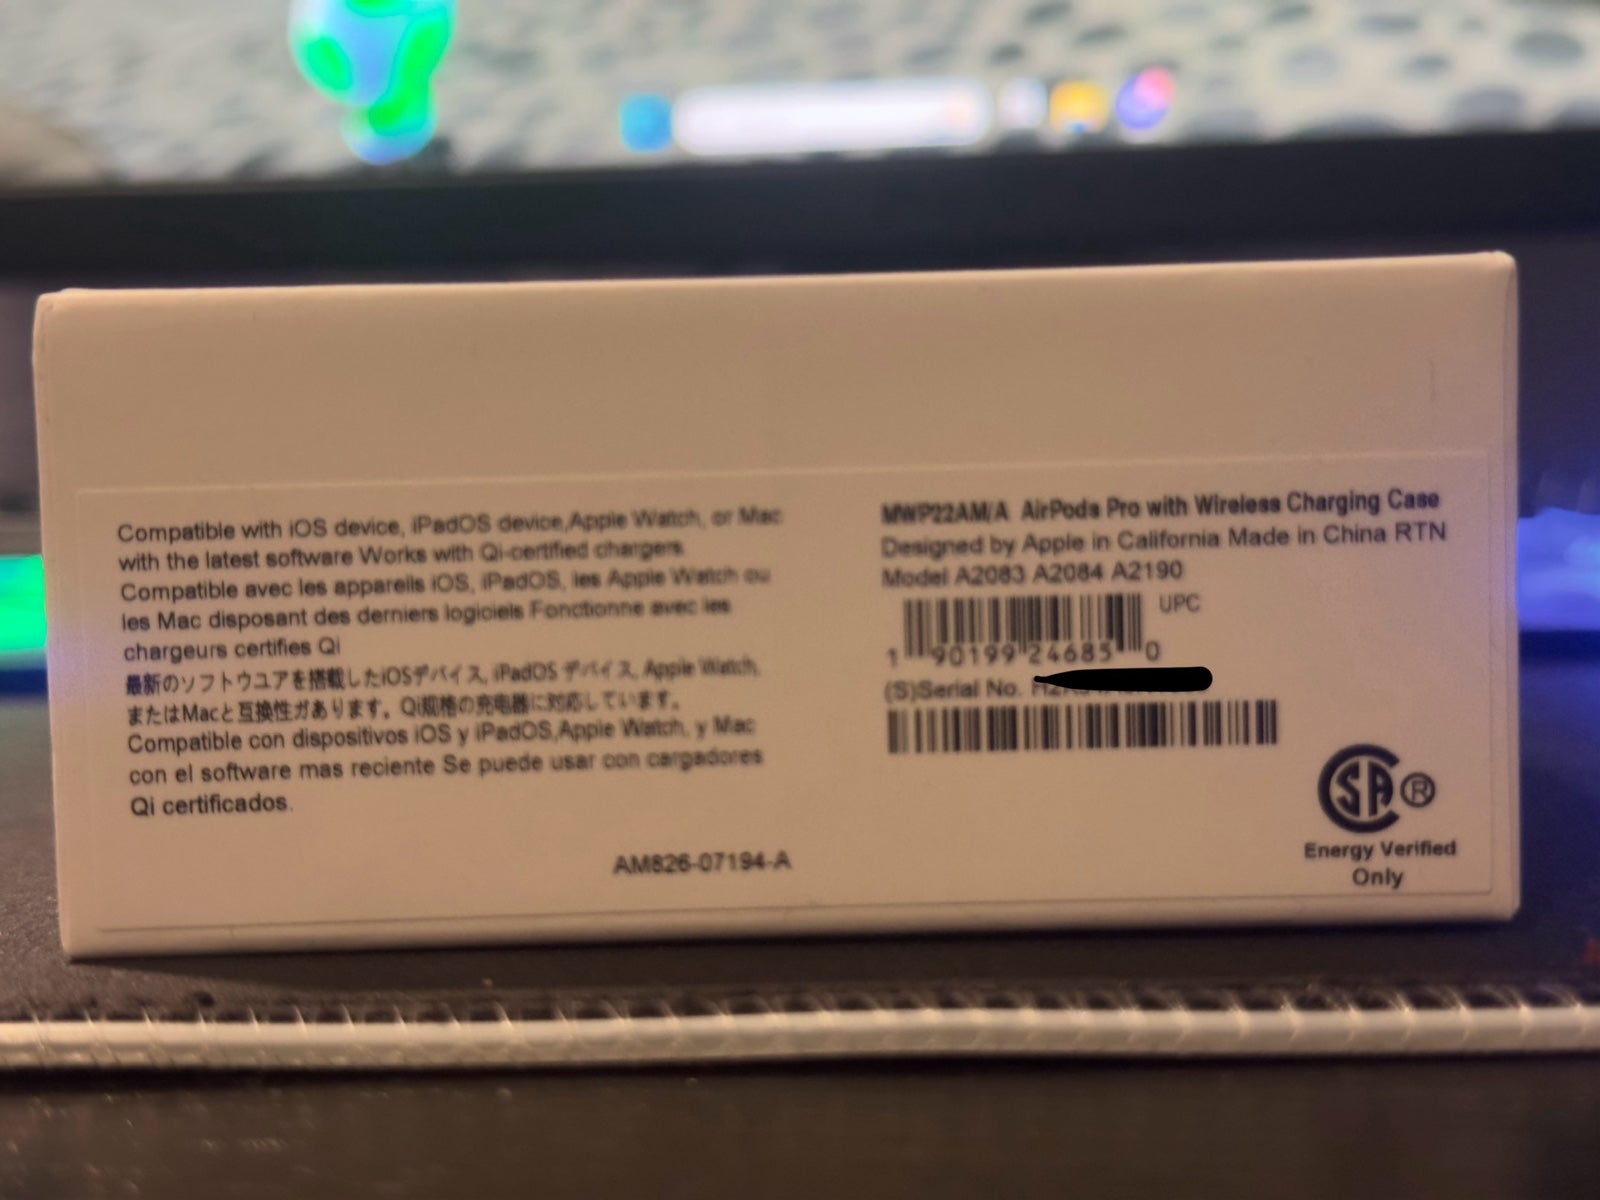 Compatible with iOS device, iPadOS device,Apple Watch, or Mac
with the latest software Works with Qi-certified chargers.
Compatible avec les appareils iOS, iPadOS, les Apple Watch ou
les Mac disposant des derniers logiciels Fonctionne avec les
chargeurs certifies Qi
最新のソフトウユアを搭載したiOSデバイス, iPadOS デバイス, Apple Watch,
またはMacと互換性ガあります。Qi規格の充電器に対応しています。
Compatible con dispositivos iOS y iPadOS,Apple Watch, y Mac
con el software mas reciente Se puede usar con cargadores
Qi certificados.
AM826-07194-A
MWP22AM/A AirPods Pro with Wireless Charging Case
Designed by Apple in California Made in China RTN
Model A2083 A2084 A2190
UPC
1 90199 24685 0
(S)Serial No.
SA ®
Energy Verified
Only